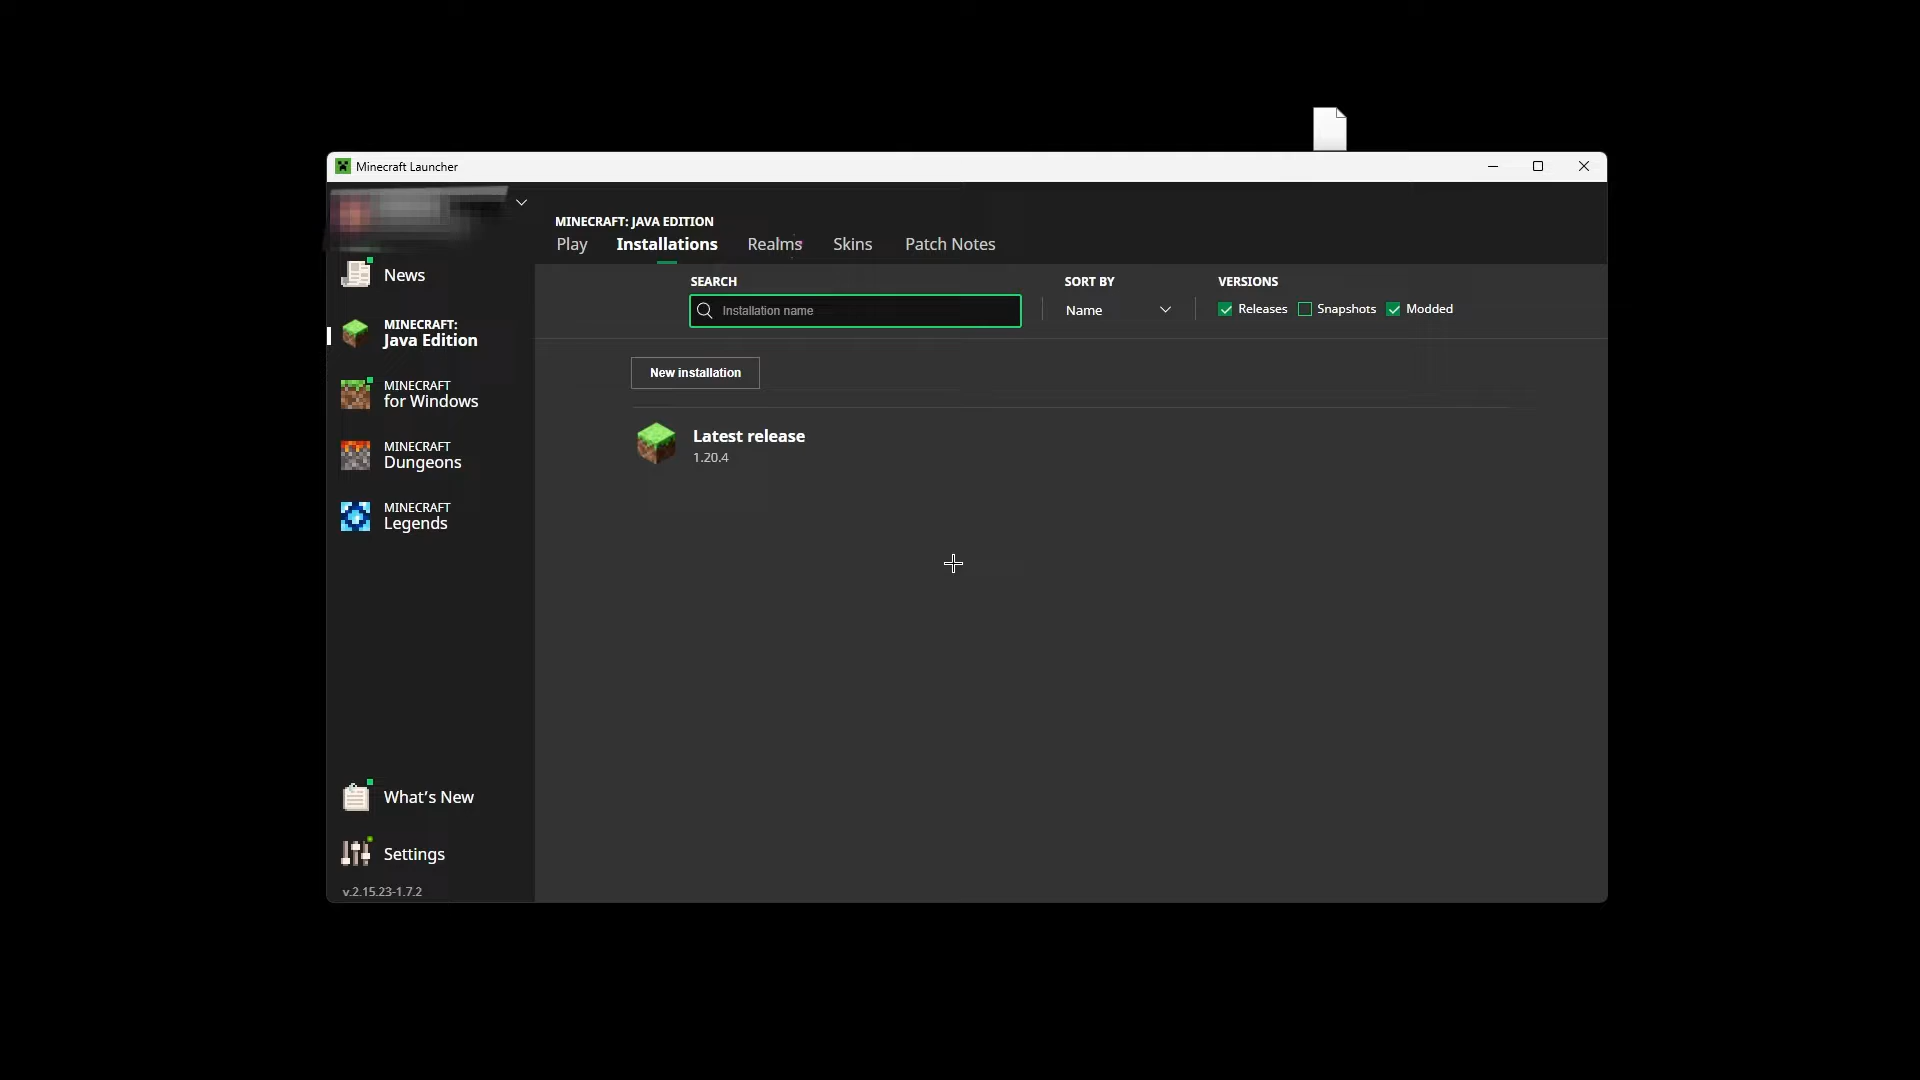 Minecraft Launcher
MINECRAFT: JAVA EDITION
Play Installations Realms Skins Patch Notes
News
SEARCH SORT BY VERSIONS
Installation name Name Releases Snapshots Modded
MINECRAFT:
Java Edition
New installation
MINECRAFT
for Windows
Latest release
1.20.4
MINECRAFT
Dungeons
MINECRAFT
Legends
What's New
Settings
v.2.15.23-1.7.2